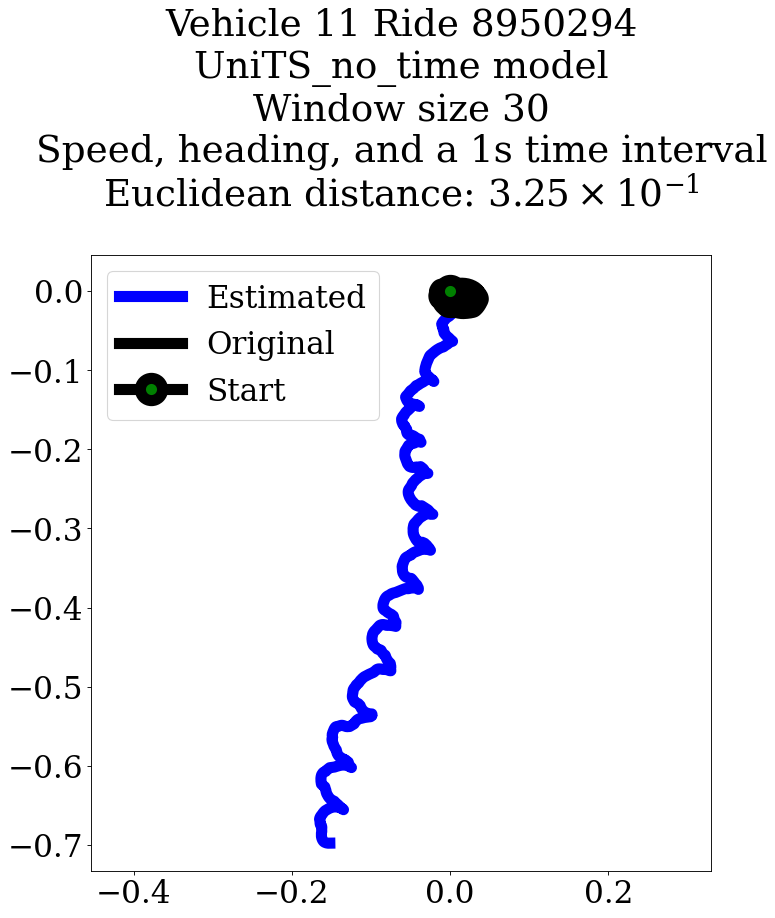 Vehicle 11 Ride 8950294
UniTS_no_time model
Window size 30
Speed, heading, and a 1s time interval
Euclidean distance: 3.25 × 10⁻¹
Estimated
Original
Start
0.0
−0.1
−0.2
−0.3
−0.4
−0.5
−0.6
−0.7
−0.4 −0.2 0.0 0.2